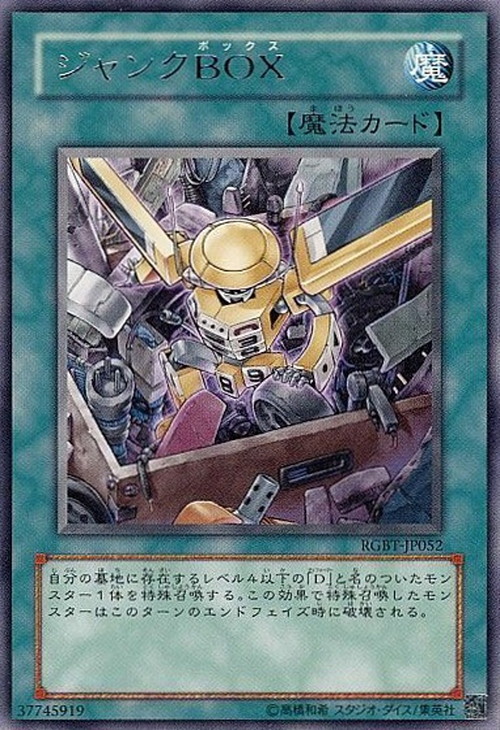 ボックス
ジャンクBOX
魔
まほう
【魔法カード】
RGBT-JP052
自分の墓地に存在するレベル4以下の「D」と名のついたモン
スター1体を特殊召喚する。この効果で特殊召喚したモン
スターはこのターンのエンドフェイズ時に破壊される。
37745919
©高橋和希 スタジオ・ダイス/集英社